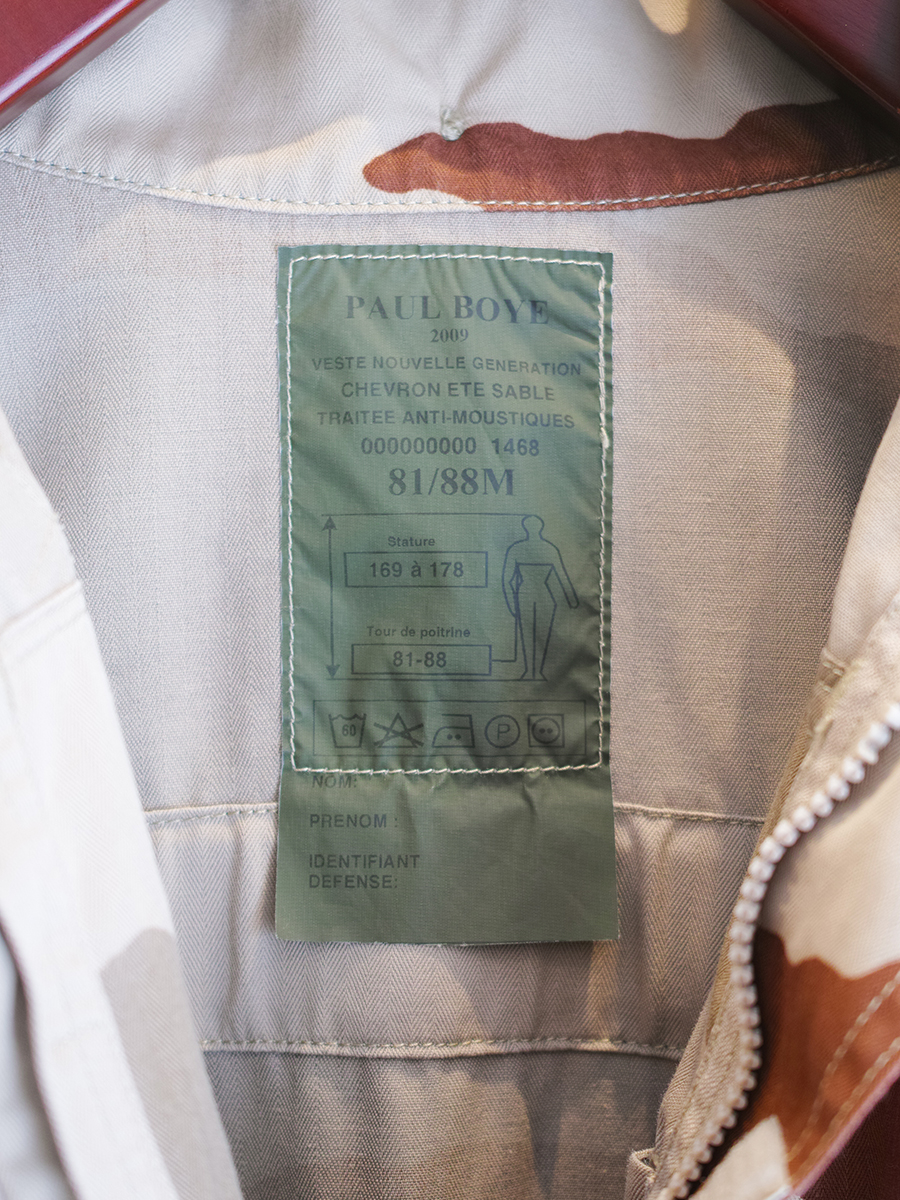 PAUL BOYE
2009
VESTE NOUVELLE GENERATION
CHEVRON ETE SABLE
TRAITEE ANTI-MOUSTIQUES
000000000 1468
81/88M
Stature
169 à 178
Tour de poitrine
81-88
60 P
NOM:
PRENOM :
IDENTIFIANT
DEFENSE: